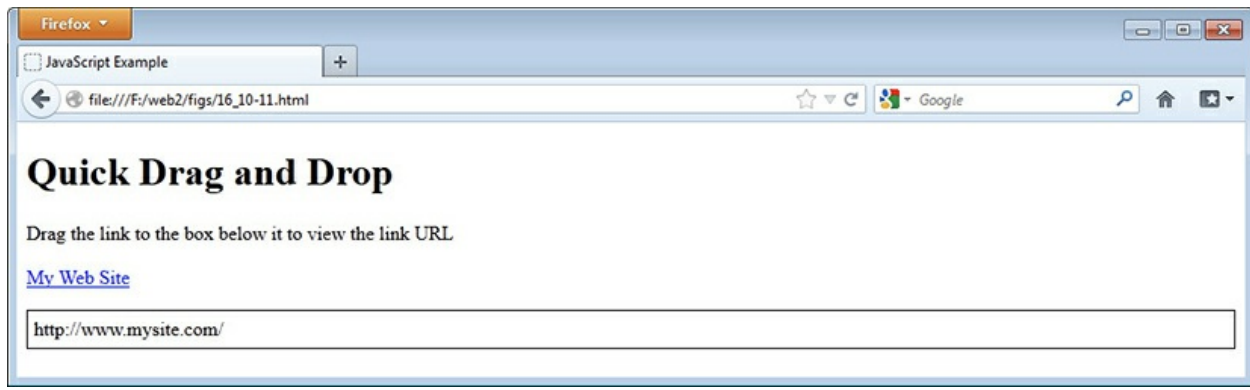 Firefox
JavaScript Example
file:///F:/web2/figs/16_10-11.html
Google
Quick Drag and Drop
Drag the link to the box below it to view the link URL
My Web Site
http://www.mysite.com/